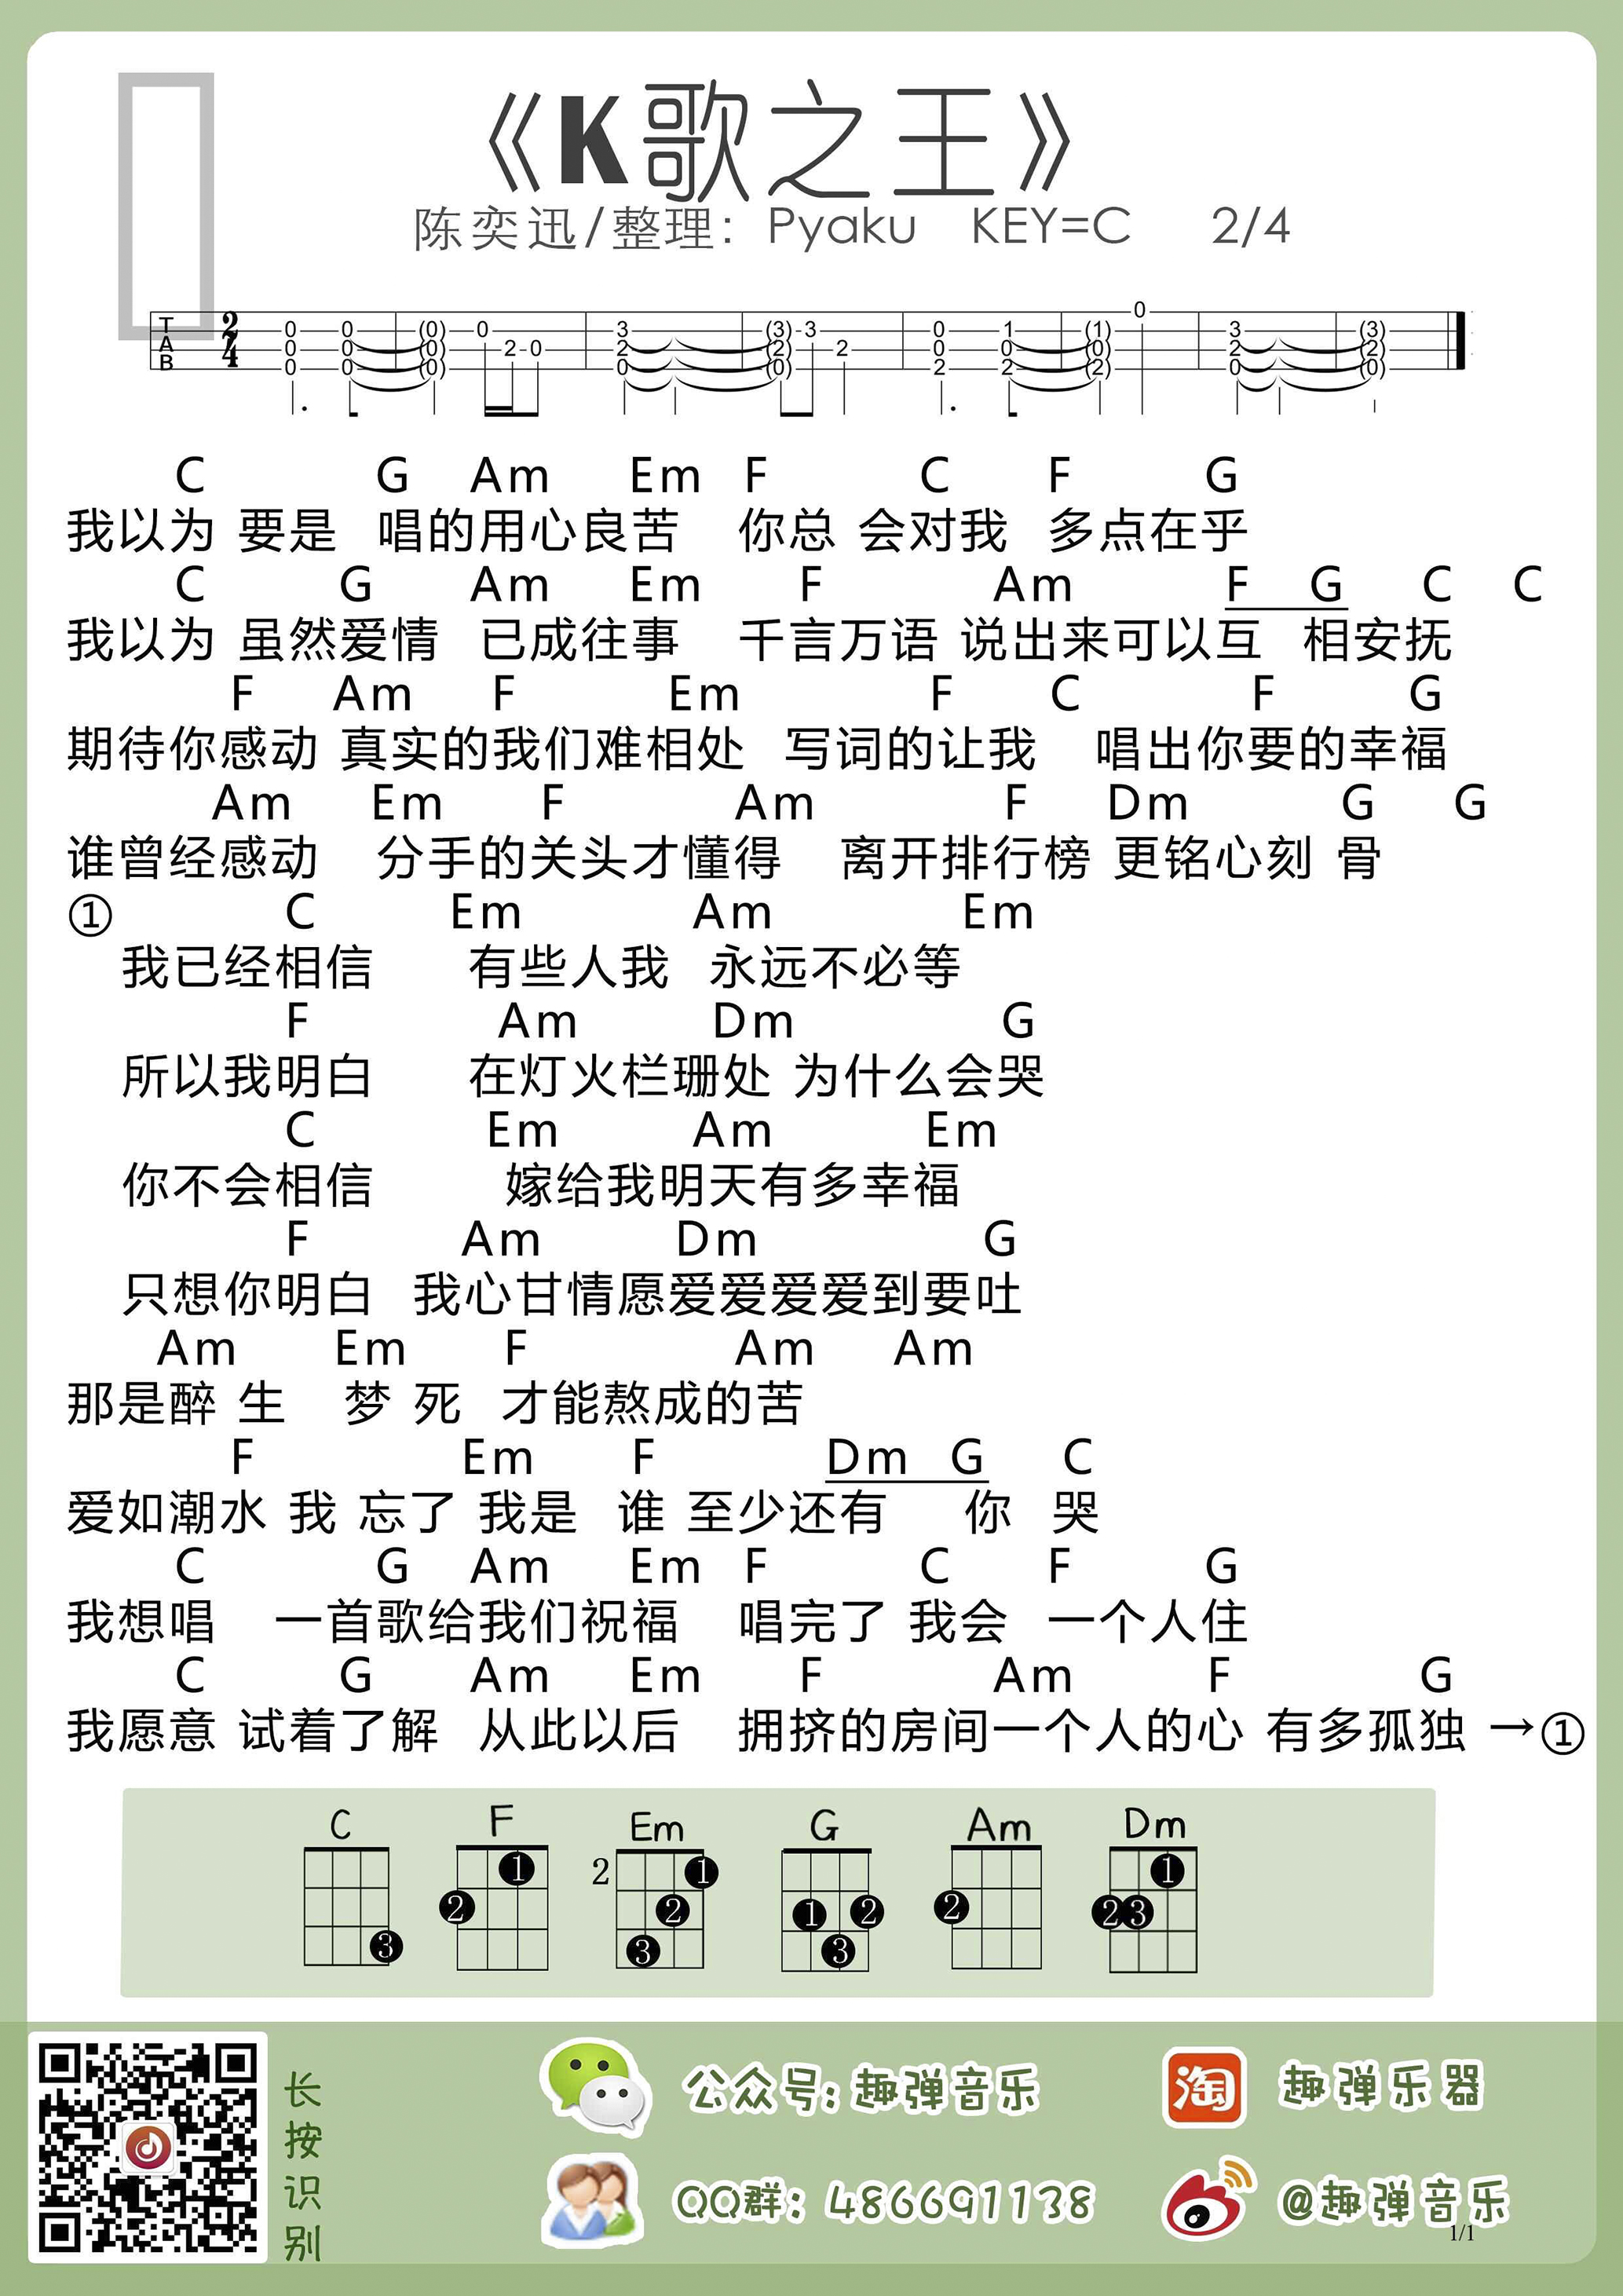 《K歌之王》
陈奕迅/整理：Pyaku KEY=C 2/4
C G Am Em F C F G
我以为 要是 唱的用心良苦 你总 会对我 多点在乎
C G Am Em F Am F G C C
我以为 虽然爱情 已成往事 千言万语 说出来可以互 相安抚
F Am F Em F C F G
期待你感动 真实的我们难相处 写词的让我 唱出你要的幸福
Am Em F Am F Dm G G
谁曾经感动 分手的关头才懂得 离开排行榜 更铭心刻 骨
① C Em Am Em
我已经相信 有些人我 永远不必等
F Am Dm G
所以我明白 在灯火栏珊处 为什么会哭
C Em Am Em
你不会相信 嫁给我明天有多幸福
F Am Dm G
只想你明白 我心甘情愿爱爱爱爱到要吐
Am Em F Am Am
那是醉 生 梦 死 才能熬成的苦
F Em F Dm G C
爱如潮水 我 忘了 我是 谁 至少还有 你 哭
C G Am Em F C F G
我想唱 一首歌给我们祝福 唱完了 我会 一个人住
C G Am Em F Am F G
我愿意 试着了解 从此以后 拥挤的房间一个人的心 有多孤独 →①
C F Em G Am Dm
长按识别
公众号：趣弹音乐
淘 趣弹乐器
QQ群：486691138
@趣弹音乐
1/1